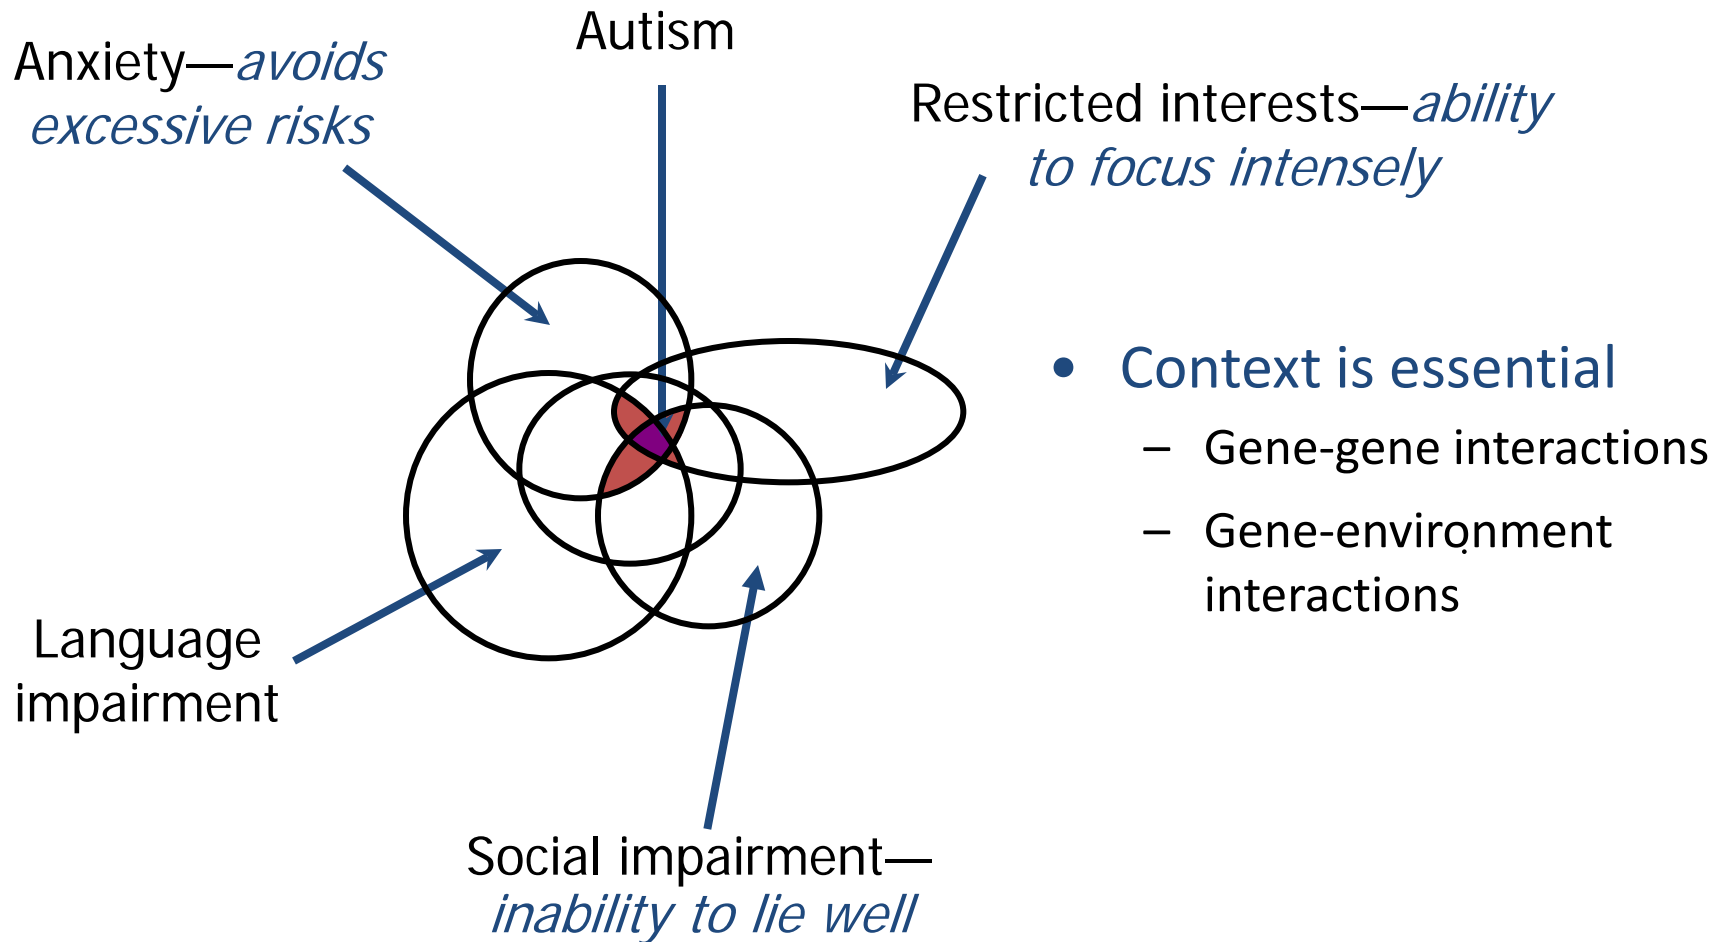 Autism
Anxiety—avoids
excessive risks
Restricted interests—ability
to focus intensely
• Context is essential
– Gene-gene interactions
– Gene-environment
interactions
Language
impairment
Social impairment—
inability to lie well